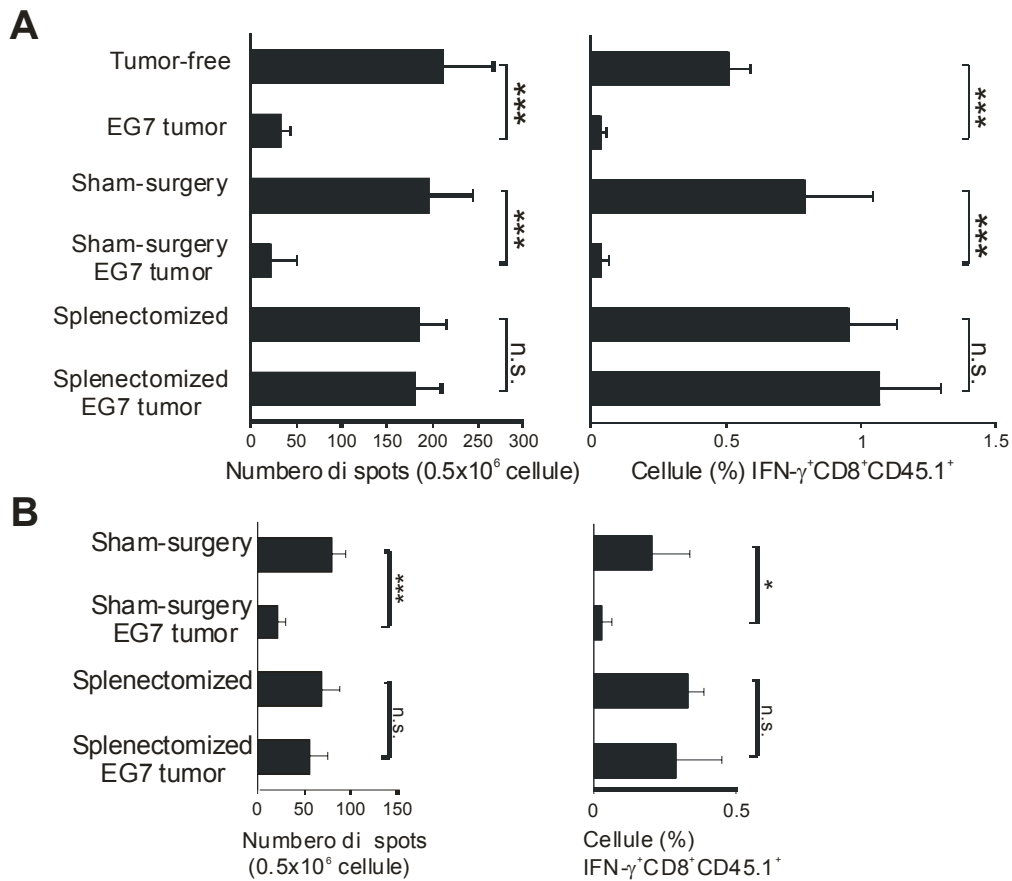 A
Tumor-free
EG7 tumor
Sham-surgery
Sham-surgery
EG7 tumor
Splenectomized
Splenectomized
EG7 tumor
***
***
n.s.
0 50 100 150 200 250 300
Numbero di spots (0.5x10⁶ cellule)
***
***
n.s.
0 0.5 1 1.5
Cellule (%) IFN-γ⁺CD8⁺CD45.1⁺
B
Sham-surgery
Sham-surgery
EG7 tumor
Splenectomized
Splenectomized
EG7 tumor
***
n.s.
0 50 100 150
Numbero di spots
(0.5x10⁶ cellule)
*
n.s.
0 0.5
Cellule (%)
IFN-γ⁺CD8⁺CD45.1⁺